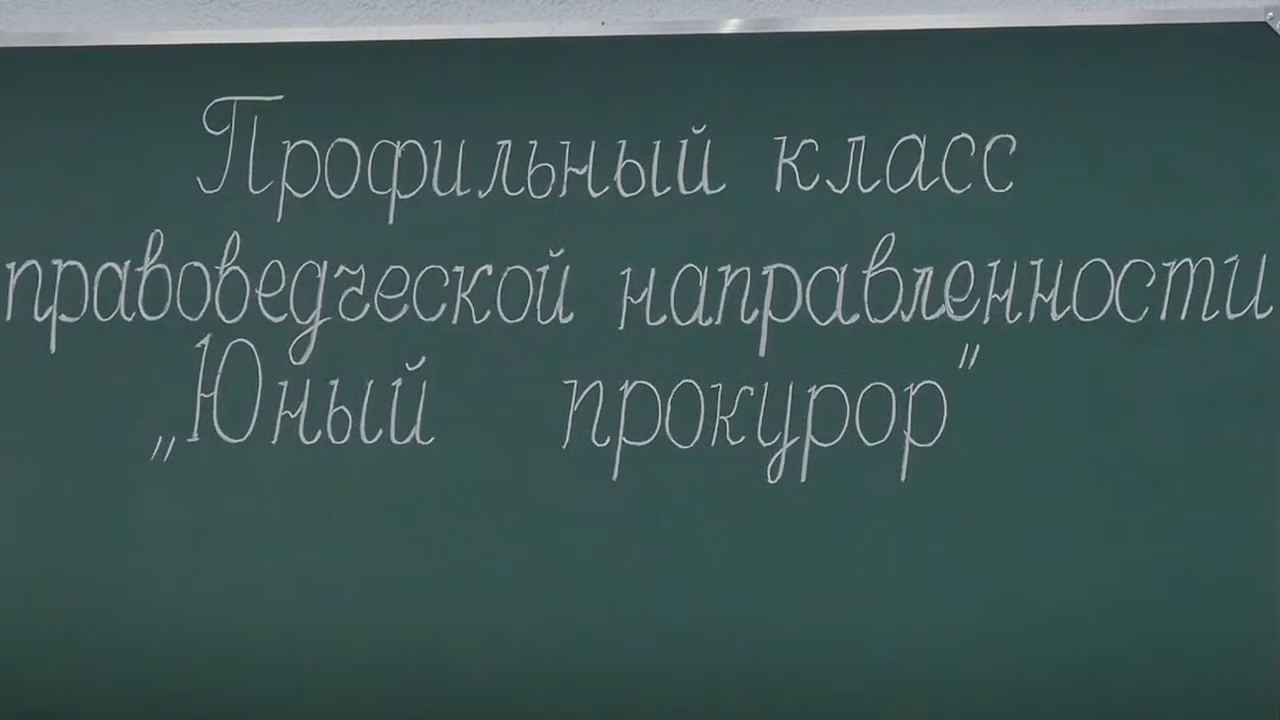 Профильный класс
правоведческой направленности
„Юный прокурор"